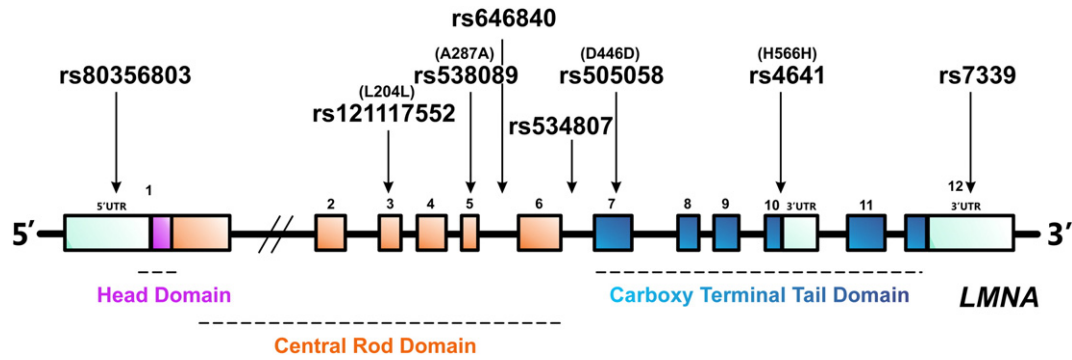 rs646840
(A287A) (D446D) (H566H)
rs80356803 rs538089 rs505058 rs4641 rs7339
(L204L)
rs121117552
rs534807
1 12
5'UTR 2 3 4 5 6 7 8 9 10 3'UTR 11 3'UTR
5' 3'
Head Domain Carboxy Terminal Tail Domain LMNA
Central Rod Domain